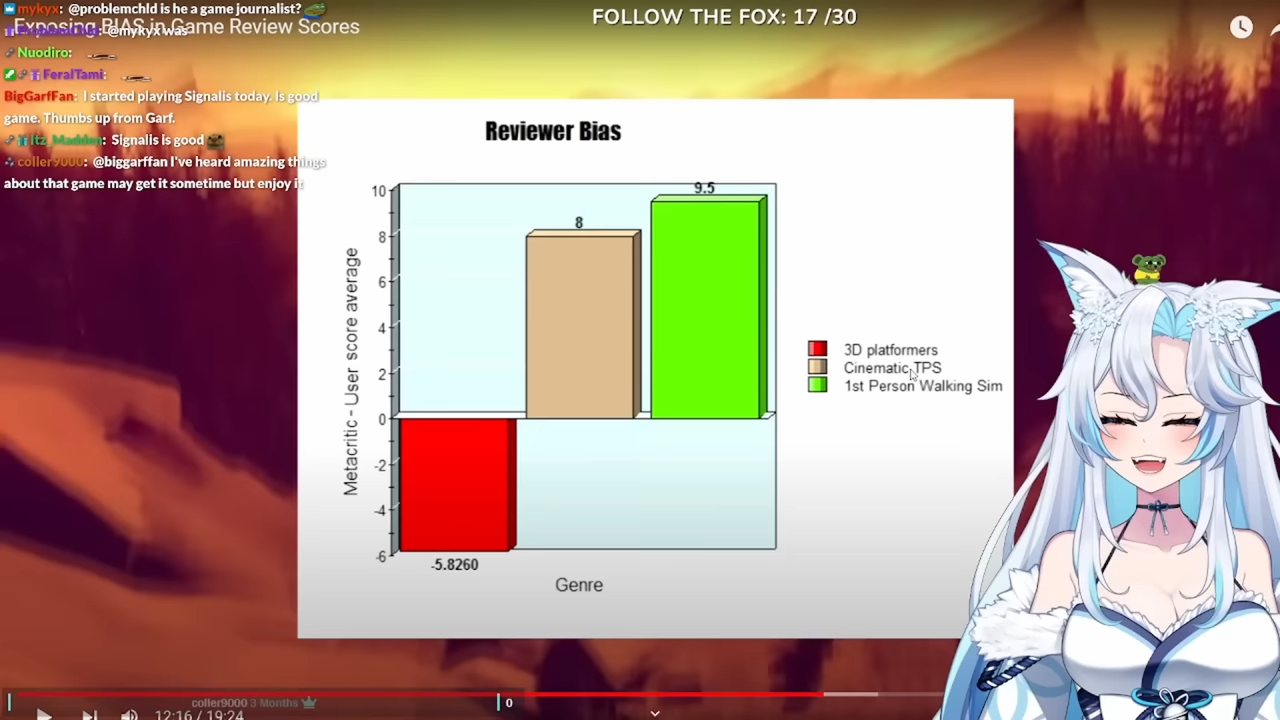 mykyx: @problemchld is he a game journalist?
Exposing BIAS in Game Review Scores
@mykyx was
Nuodiro:
FeralTami:
BigGarfFan: I started playing Signalis today. Is good
game. Thumbs up from Garf.
Itz_Madden: Signalis is good
coller9000: @biggarffan I've heard amazing things
about that game may get it sometime but enjoy it
FOLLOW THE FOX: 17 /30
Reviewer Bias
Metacritic - User score average
10
8
6
4
2
0
-2
-4
-6
-5.8260
8
9.5
Genre
3D platformers
Cinematic TPS
1st Person Walking Sim
coller9000 3 Months
0
12:16 / 19:24